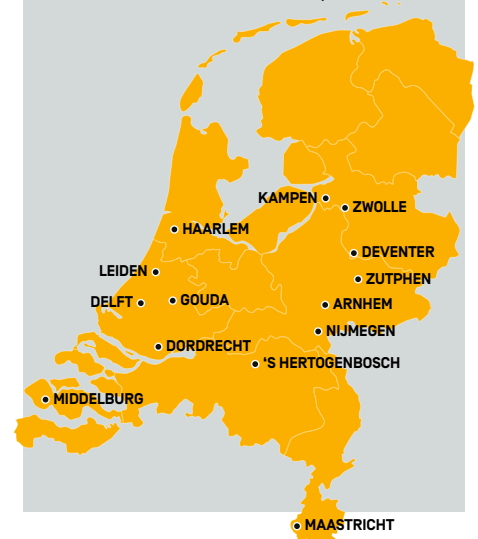 KAMPEN
ZWOLLE
HAARLEM
DEVENTER
LEIDEN
ZUTPHEN
DELFT
GOUDA
ARNHEM
NIJMEGEN
DORDRECHT
'S HERTOGENBOSCH
MIDDELBURG
MAASTRICHT